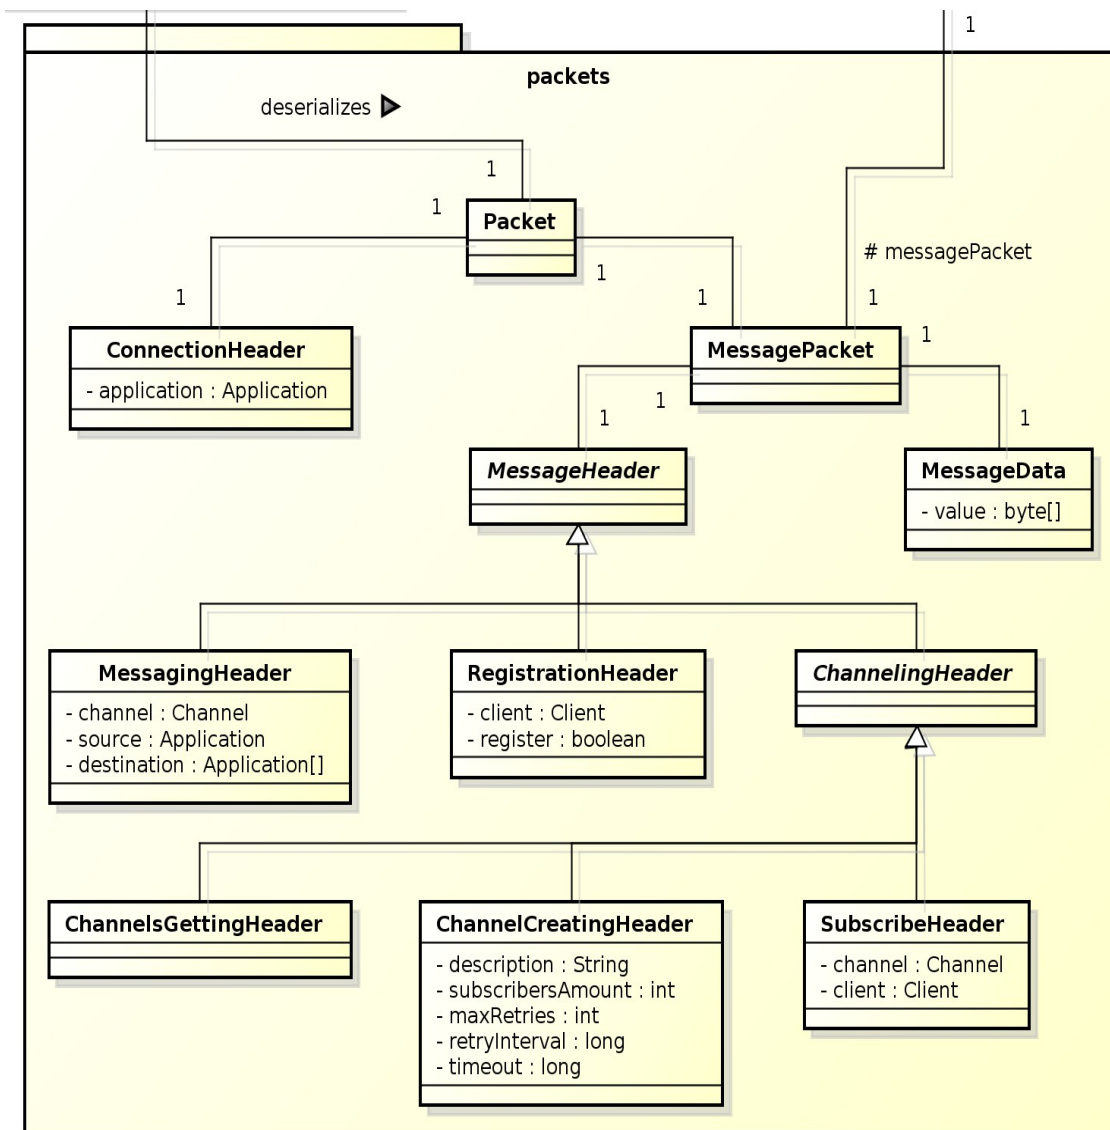 1
packets
deserializes
1
1
Packet
# messagePacket
1
1
1
1
1
ConnectionHeader
MessagePacket
- application : Application
1
1
1
MessageHeader
MessageData
- value : byte[]
MessagingHeader
- channel : Channel
- source : Application
- destination : Application[]
RegistrationHeader
- client : Client
- register : boolean
ChannelingHeader
ChannelsGettingHeader
ChannelCreatingHeader
- description : String
- subscribersAmount : int
- maxRetries : int
- retryInterval : long
- timeout : long
SubscribeHeader
- channel : Channel
- client : Client